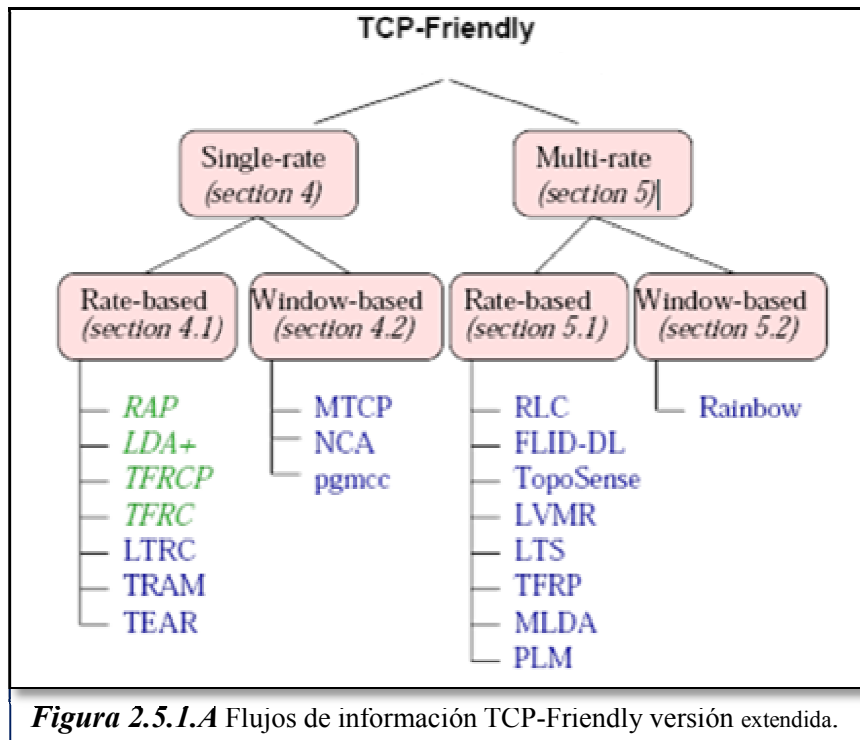 TCP-Friendly
Single-rate
(section 4)
Multi-rate
(section 5)
Rate-based
(section 4.1)
Window-based
(section 4.2)
Rate-based
(section 5.1)
Window-based
(section 5.2)
RAP
LDA+
TFRCP
TFRC
LTRC
TRAM
TEAR
MTCP
NCA
pgmcc
RLC
FLID-DL
TopoSense
LVMR
LTS
TFRP
MLDA
PLM
Rainbow
Figura 2.5.1.A Flujos de información TCP-Friendly versión extendida.